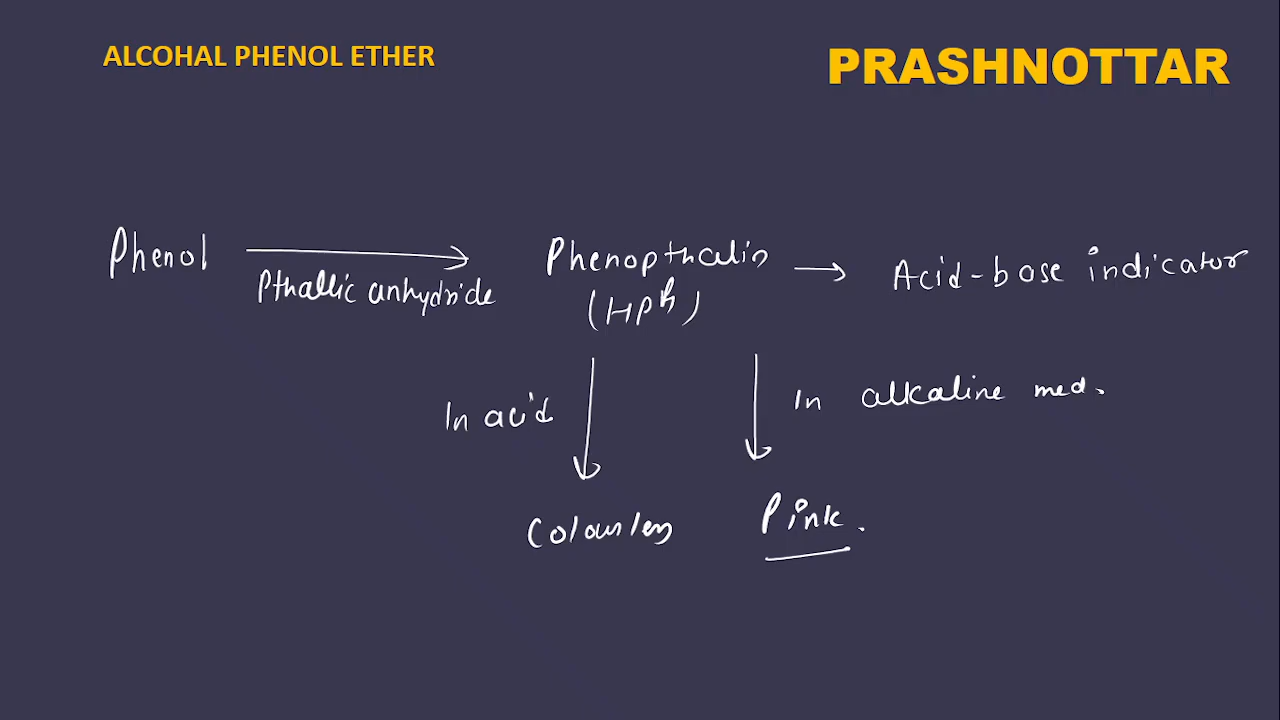 ALCOHAL PHENOL ETHER
PRASHNOTTAR
Phenol
Pthallic anhydride
Phenopthalin
(HPh)
Acid-base indicator
In acid
In alkaline med.
Colourless
Pink.